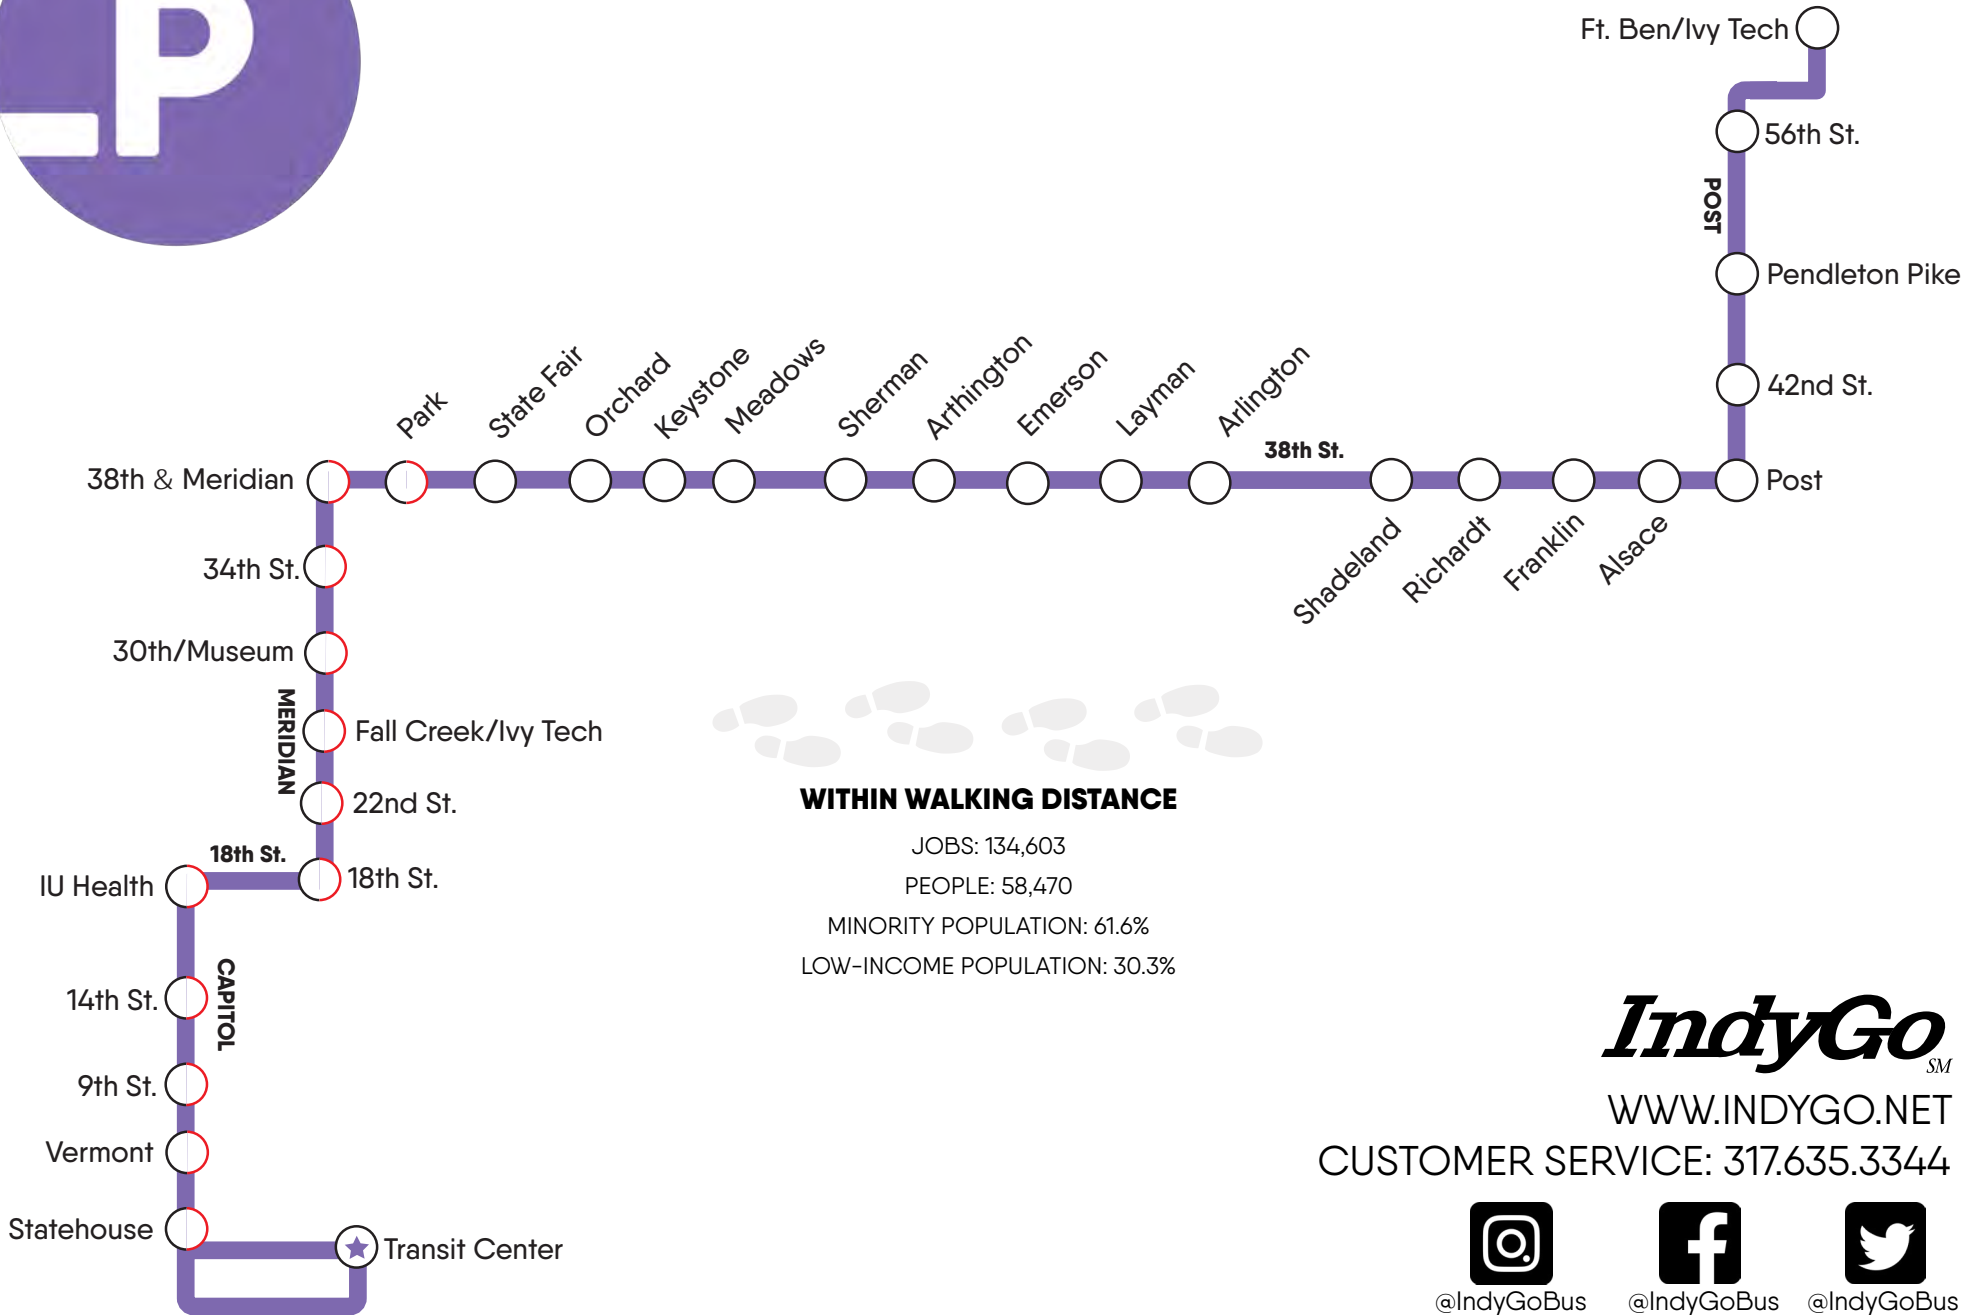 LP
Ft. Ben/Ivy Tech
56th St.
POST
Pendleton Pike
42nd St.
Post
Park
State Fair
Orchard
Keystone
Meadows
Sherman
Arthington
Emerson
Layman
Arlington
38th St.
Shadeland
Richardt
Franklin
Alsace
38th & Meridian
34th St.
30th/Museum
MERIDIAN
Fall Creek/Ivy Tech
22nd St.
18th St.
18th St.
IU Health
14th St.
CAPITOL
9th St.
Vermont
Statehouse
Transit Center
WITHIN WALKING DISTANCE
JOBS: 134,603
PEOPLE: 58,470
MINORITY POPULATION: 61.6%
LOW-INCOME POPULATION: 30.3%
IndyGo SM
WWW.INDYGO.NET
CUSTOMER SERVICE: 317.635.3344
@IndyGoBus
@IndyGoBus
@IndyGoBus